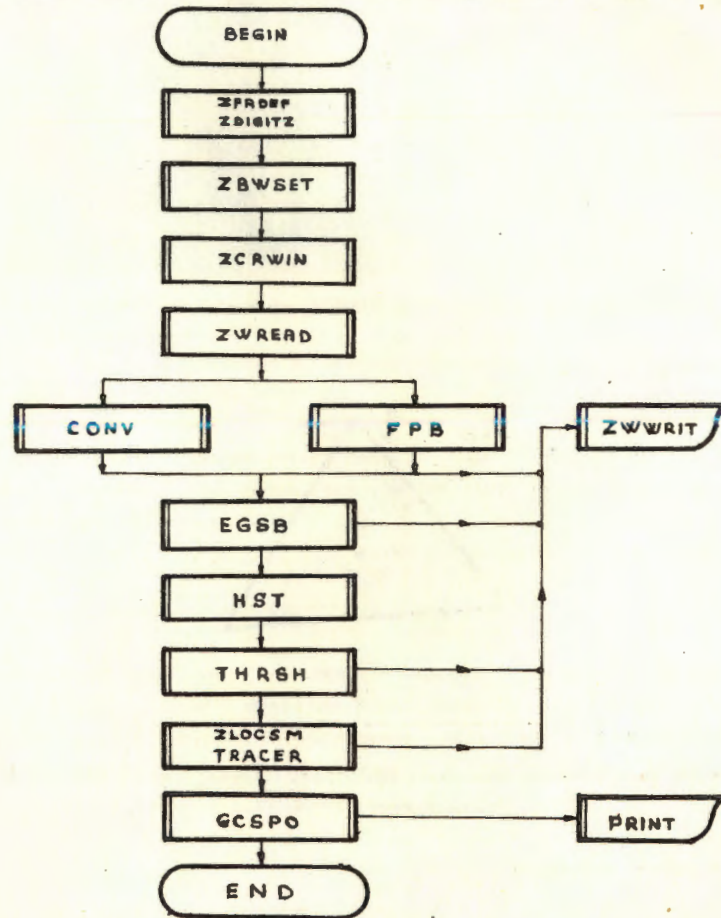 BEGIN
ZFRDEF
ZDIGITZ
ZBWSET
ZCRWIN
ZWREAD
CONV
FPB
ZWWRIT
EGSB
HST
THRSH
ZLOCSM
TRACER
GCSPO
PRINT
END